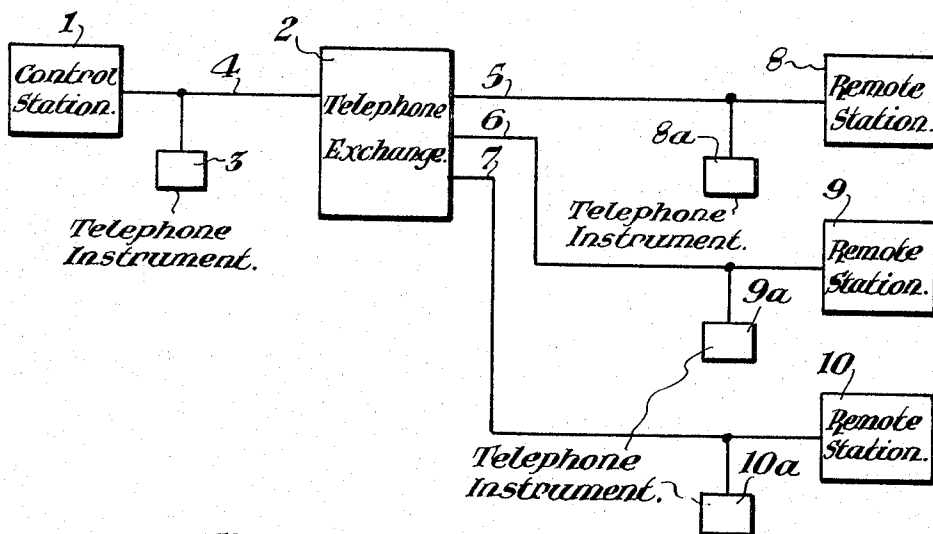 1
Control
Station.
4
3
Telephone
Instrument.
2
Telephone
Exchange.
5
6
7
8
Remote
Station.
8a
Telephone
Instrument.
9
Remote
Station.
9a
10
Remote
Station.
Telephone
Instrument.
10a